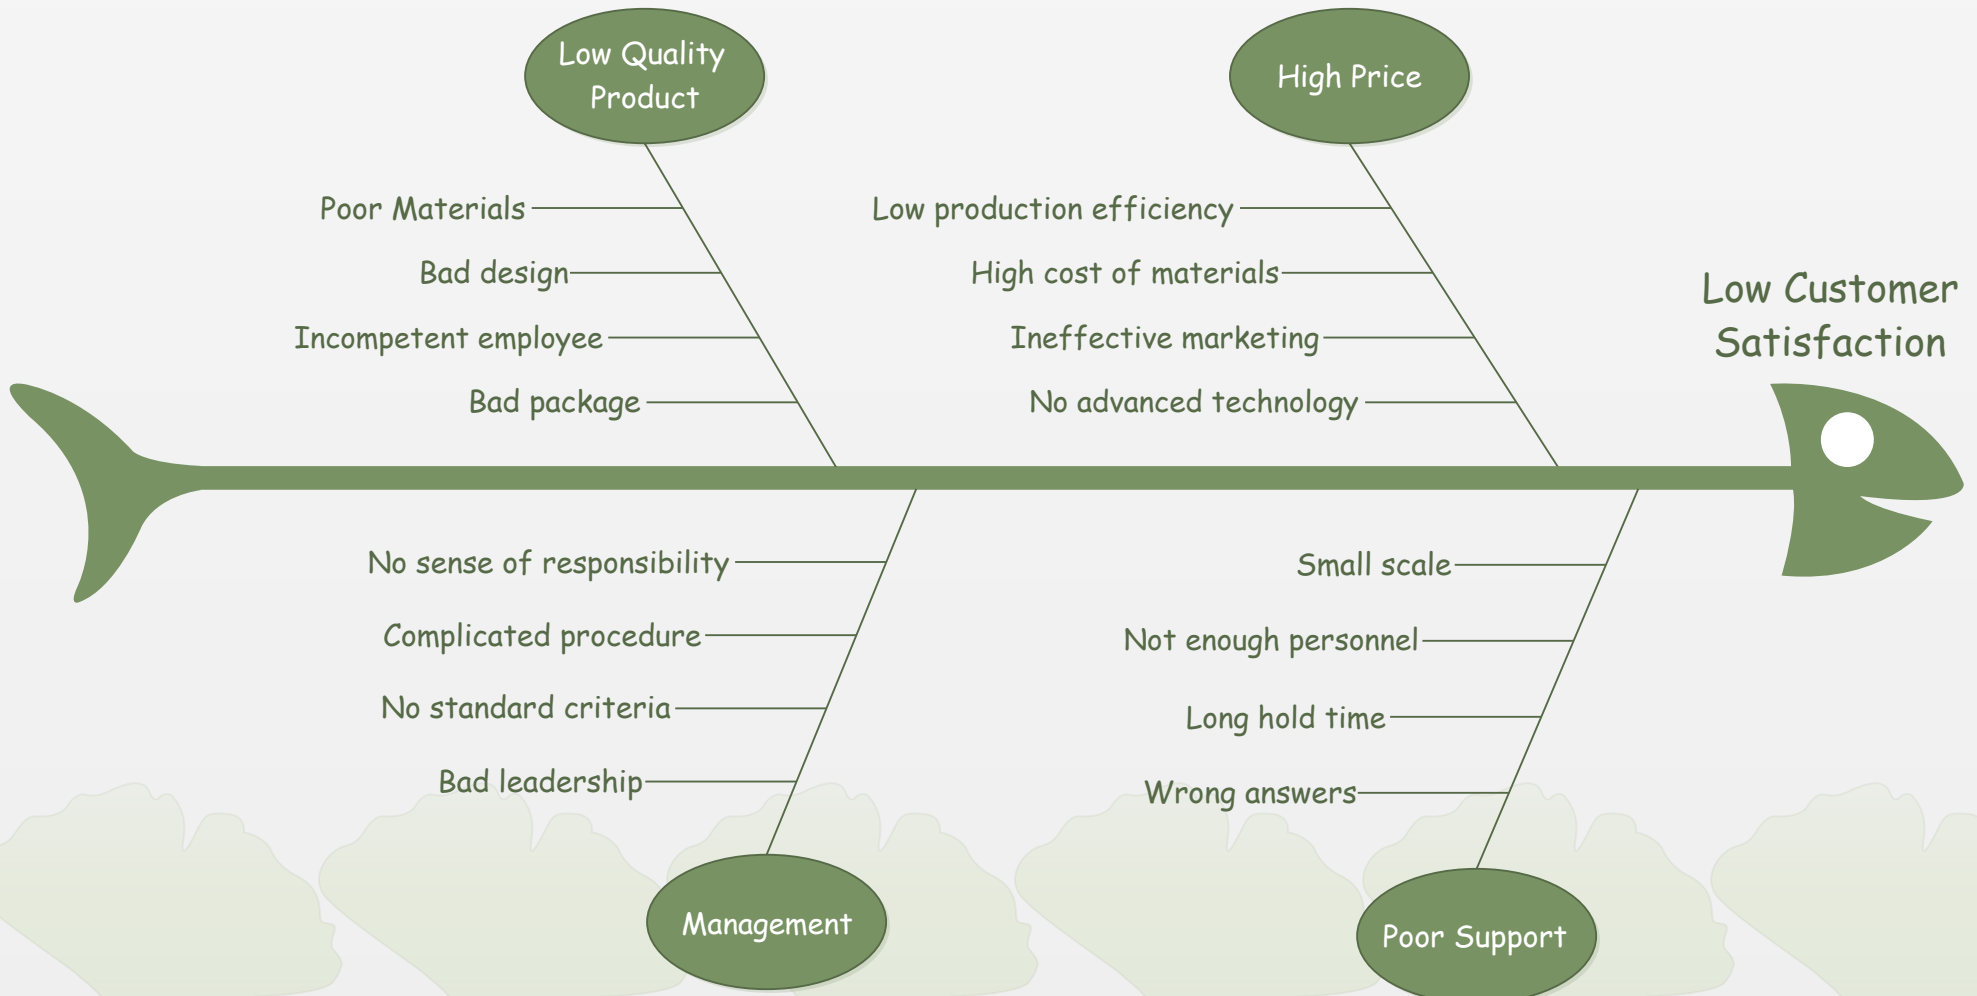 Low Quality
Product
High Price
Poor Materials
Low production efficiency
Bad design
High cost of materials
Low Customer
Satisfaction
Incompetent employee
Ineffective marketing
Bad package
No advanced technology
No sense of responsibility
Small scale
Complicated procedure
Not enough personnel
No standard criteria
Long hold time
Bad leadership
Wrong answers
Management
Poor Support